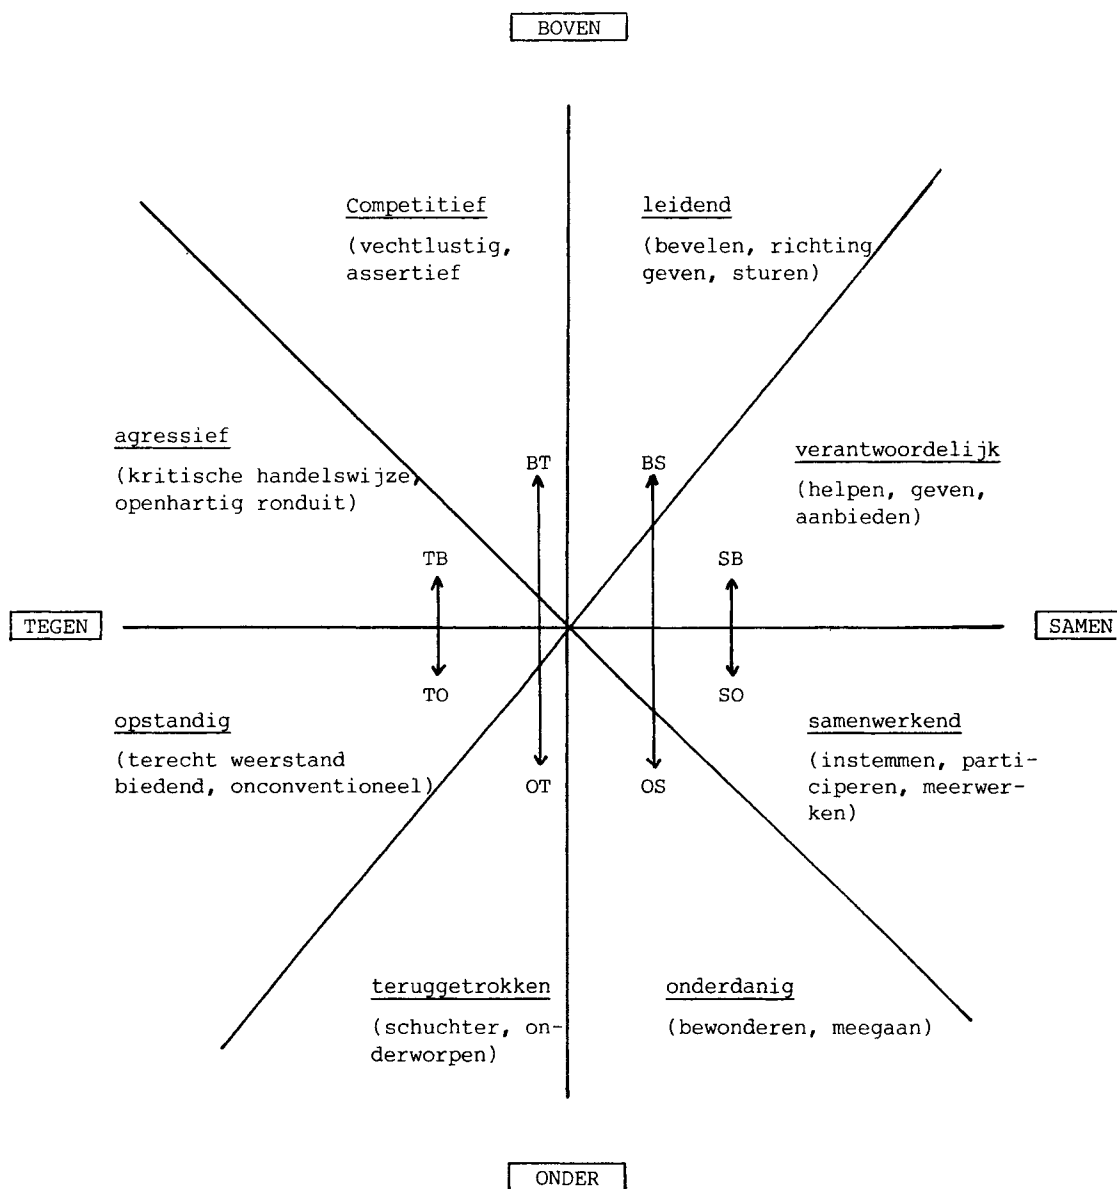 BOVEN
Competitief
(vechtlustig,
assertief
leidend
(bevelen, richting
geven, sturen)
agressief
(kritische handelswijze,
openhartig ronduit)
BT
BS
verantwoordelijk
(helpen, geven,
aanbieden)
TB
SB
TEGEN
SAMEN
TO
SO
opstandig
(terecht weerstand
biedend, onconventioneel)
OT
OS
samenwerkend
(instemmen, parti-
ciperen, meerwer-
ken)
teruggetrokken
(schuchter, on-
derworpen)
onderdanig
(bewonderen, meegaan)
ONDER